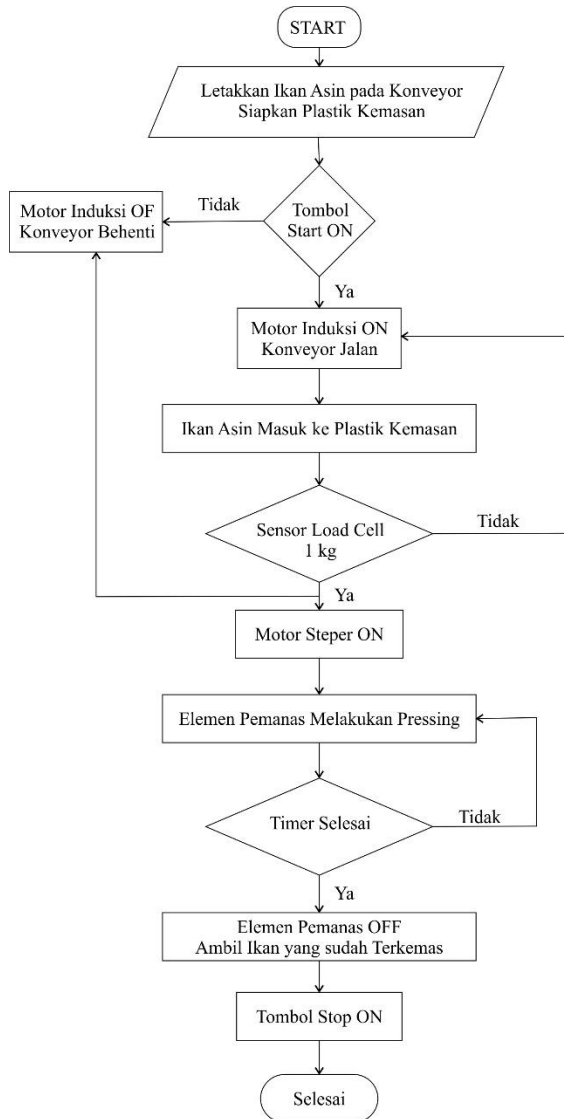 START
Letakkan Ikan Asin pada Konveyor
Siapkan Plastik Kemasan
Tombol
Start ON
Tidak
Motor Induksi OF
Konveyor Behenti
Ya
Motor Induksi ON
Konveyor Jalan
Ikan Asin Masuk ke Plastik Kemasan
Sensor Load Cell
1 kg
Tidak
Ya
Motor Steper ON
Elemen Pemanas Melakukan Pressing
Timer Selesai
Tidak
Ya
Elemen Pemanas OFF
Ambil Ikan yang sudah Terkemas
Tombol Stop ON
Selesai